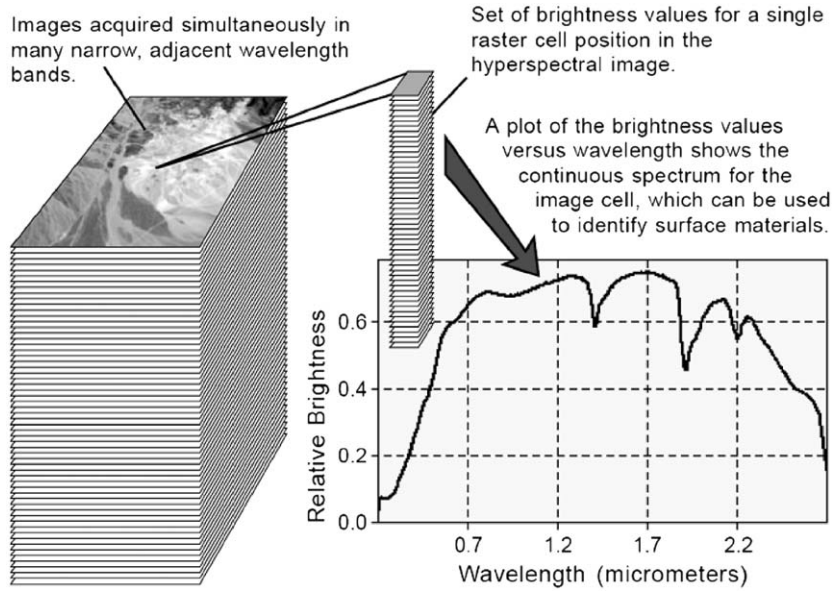 Images acquired simultaneously in
many narrow, adjacent wavelength
bands.
Set of brightness values for a single
raster cell position in the
hyperspectral image.
A plot of the brightness values
versus wavelength shows the
continuous spectrum for the
image cell, which can be used
to identify surface materials.
Relative Brightness
0.6
0.4
0.2
0.0
0.7 1.2 1.7 2.2
Wavelength (micrometers)